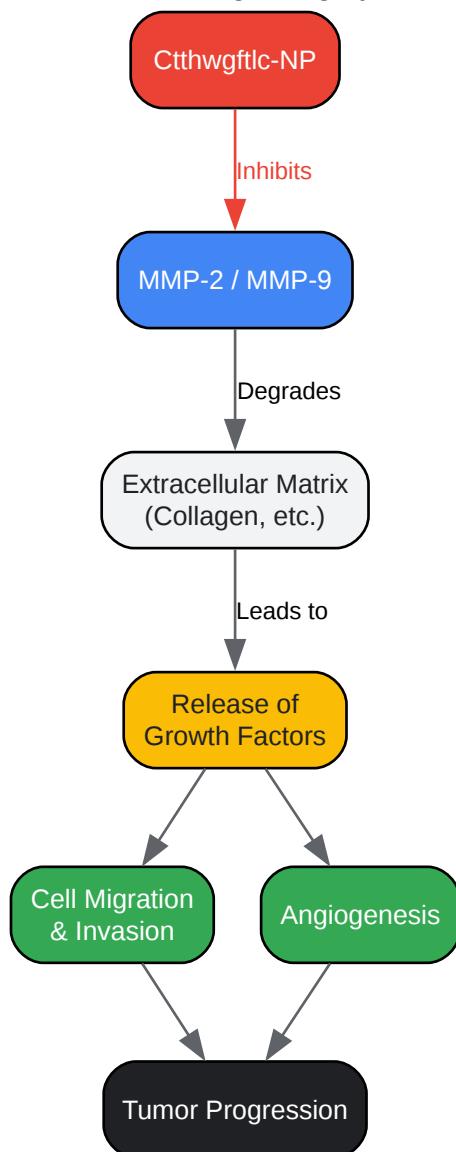 Ctthwgftlc-NP
Inhibits
MMP-2 / MMP-9
Degrades
Extracellular Matrix
(Collagen, etc.)
Leads to
Release of
Growth Factors
Cell Migration
& Invasion
Angiogenesis
Tumor Progression